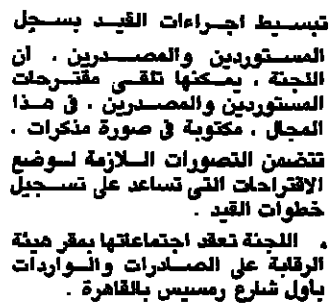 تبسيط اجراءات القيد بسجل
المستوردين والمصدرين . ان
اللجنة ، يمكنها تلقى مقترحات
المستوردين والمصدرين ، فى هذا
المجال ، مكتوبة فى صورة مذكرات ،
تتضمن التصورات اللازمة لوضع
الاقتراحات التى تساعد على تسجيل
خطوات القيد .
• اللجنة تعقد اجتماعاتها بمقر هيئة
الرقابة على الصادرات والواردات
بأول شارع رمسيس بالقاهرة .